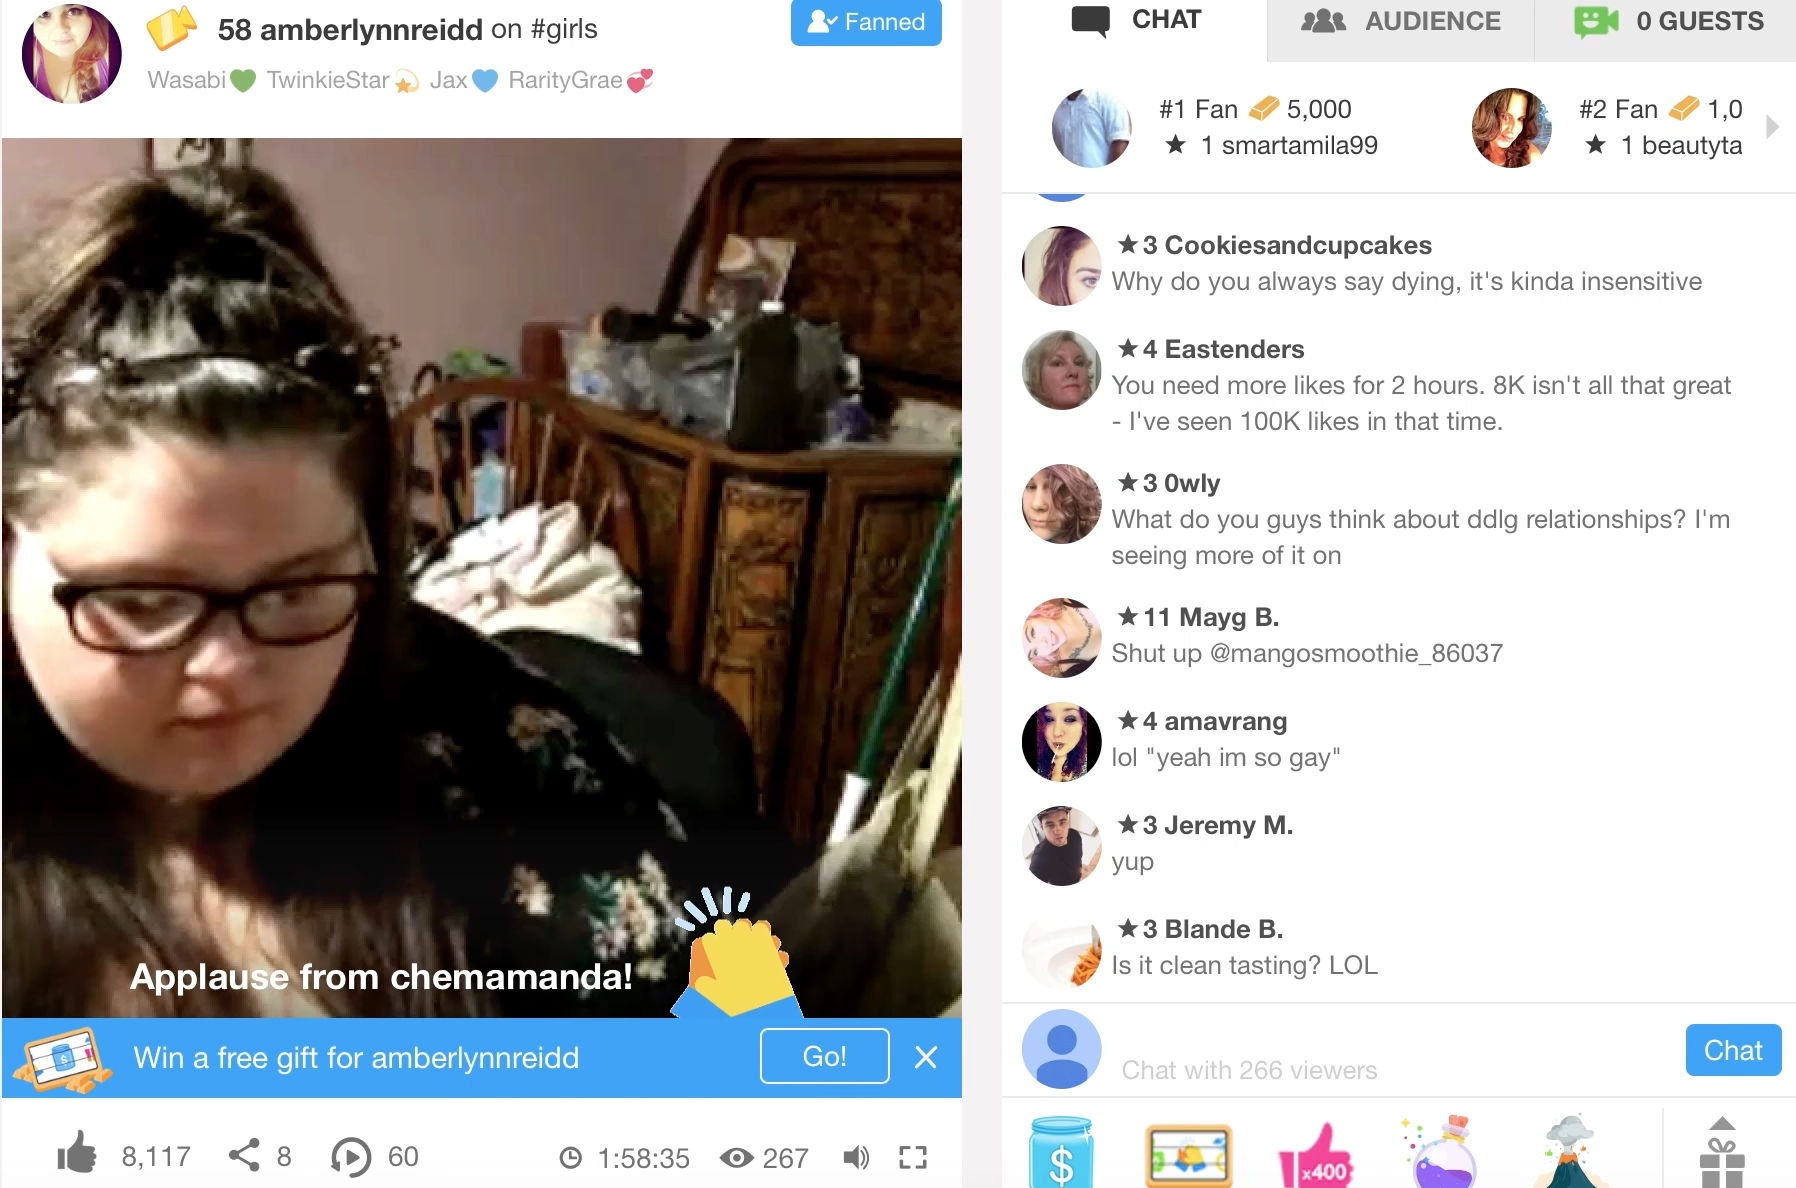 58 amberlynnreidd on #girls
Fanned
Wasabi💚 TwinkieStar💫 Jax💙 RarityGrae💞
Applause from chemamanda!
Win a free gift for amberlynnreidd
Go!
8,117
8
60
1:58:35
267
CHAT
AUDIENCE
0 GUESTS
#1 Fan 5,000
★ 1 smartamila99
#2 Fan 1,0
★ 1 beautyta
★3 Cookiesandcupcakes
Why do you always say dying, it's kinda insensitive
★4 Eastenders
You need more likes for 2 hours. 8K isn't all that great
- I've seen 100K likes in that time.
★3 0wly
What do you guys think about ddlg relationships? I'm
seeing more of it on
★11 Mayg B.
Shut up @mangosmoothie_86037
★4 amavrang
lol "yeah im so gay"
★3 Jeremy M.
yup
★3 Blande B.
Is it clean tasting? LOL
Chat with 266 viewers
Chat
$
x400